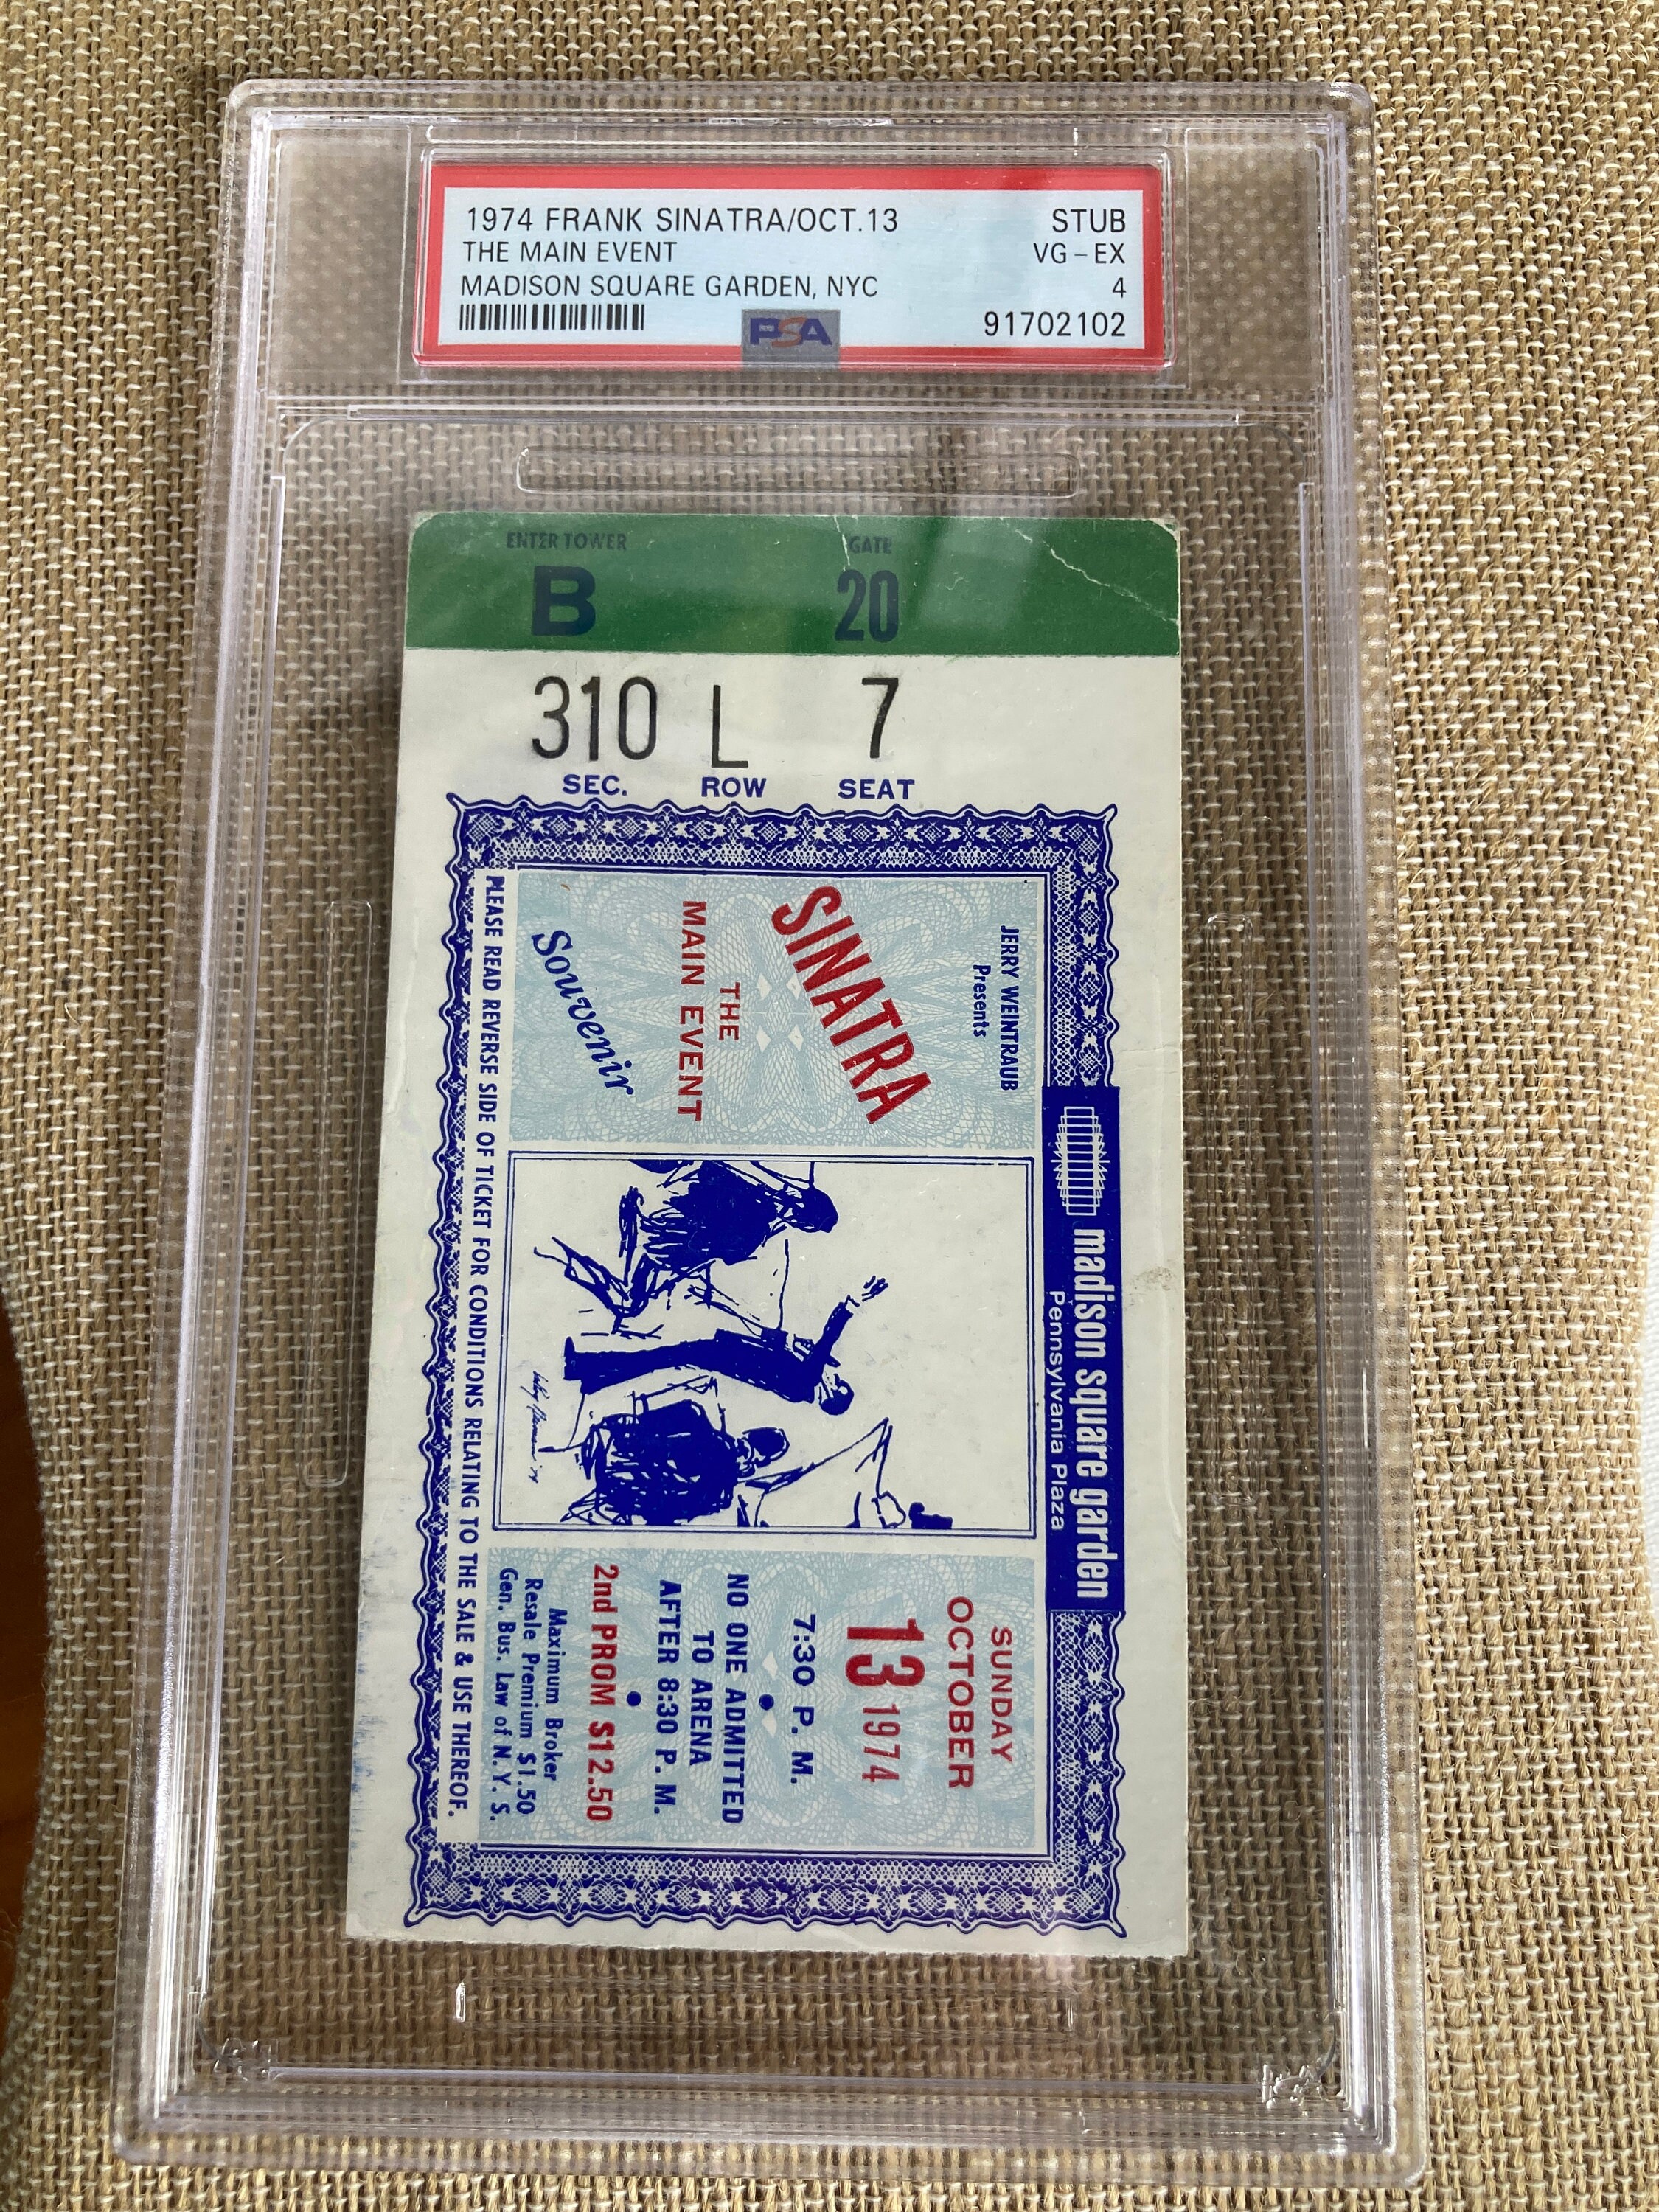 1974 FRANK SINATRA/OCT.13 STUB
THE MAIN EVENT VG-EX
MADISON SQUARE GARDEN, NYC 4
PSA 91702102
ENTER TOWER GATE
B 20
310 L 7
SEC. ROW SEAT
madison square garden
Pennsylvania Plaza
JERRY WEINTRAUB
Presents
SINATRA
THE
MAIN EVENT
Souvenir
SUNDAY
OCTOBER
13 1974
7:30 P. M.
NO ONE ADMITTED
TO ARENA
AFTER 8:30 P. M.
2nd PROM $12.50
Maximum Broker
Resale Premium $1.50
Gen. Bus. Law of N. Y. S.
PLEASE READ REVERSE SIDE OF TICKET FOR CONDITIONS RELATING TO THE SALE & USE THEREOF.